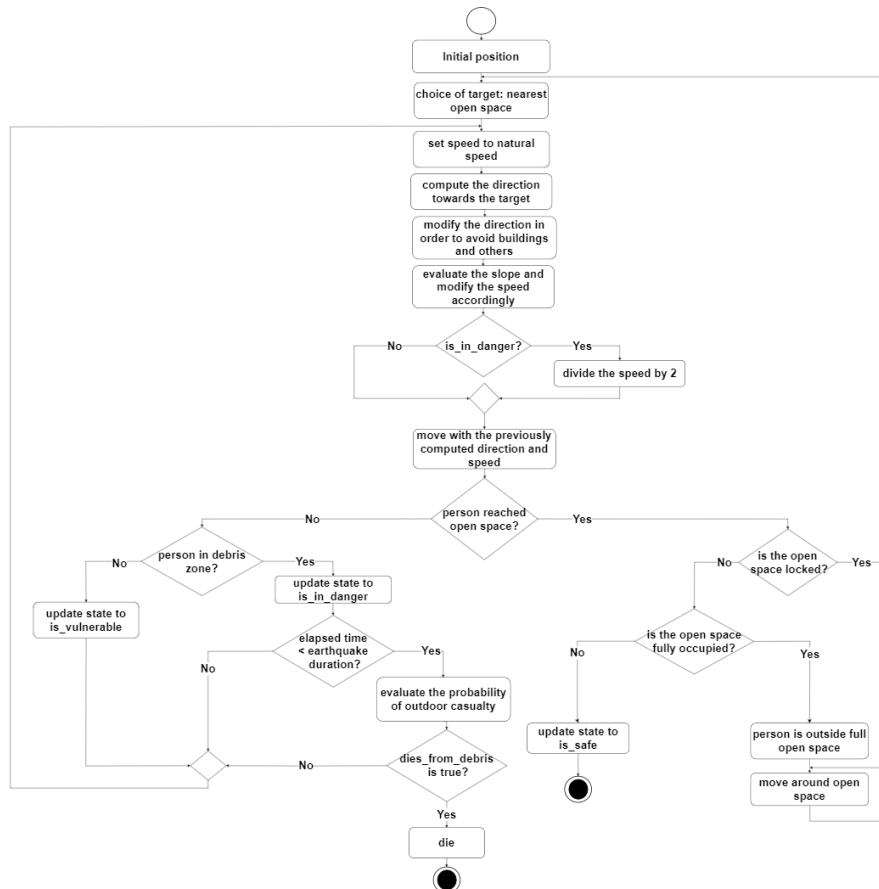 Initial position
choice of target: nearest
open space
set speed to natural
speed
compute the direction
towards the target
modify the direction in
order to avoid buildings
and others
evaluate the slope and
modify the speed
accordingly
No
is_in_danger?
Yes
divide the speed by 2
move with the previously
computed direction and
speed
No
person reached
open space?
Yes
No
person in debris
zone?
Yes
No
is the open
space locked?
Yes
update state to
is_in_danger
update state to
is_vulnerable
elapsed time
< earthquake
duration?
No
Yes
is the open space
fully occupied?
No
Yes
evaluate the probability
of outdoor casualty
update state to
is_safe
person is outside full
open space
No
dies_from_debris
is true?
move around open
space
Yes
die